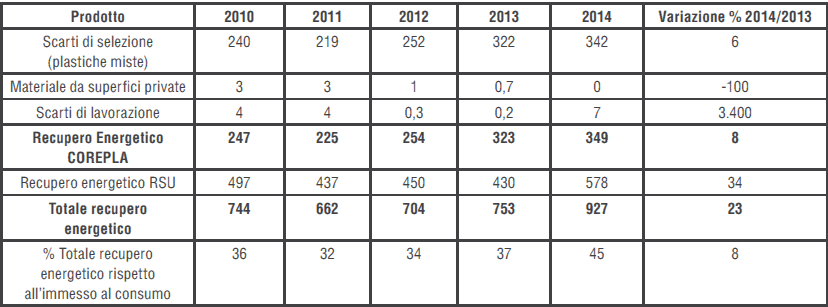 Prodotto 2010 2011 2012 2013 2014 Variazione % 2014/2013
Scarti di selezione
(plastiche miste) 240 219 252 322 342 6
Materiale da superfici private 3 3 1 0,7 0 -100
Scarti di lavorazione 4 4 0,3 0,2 7 3.400
Recupero Energetico
COREPLA 247 225 254 323 349 8
Recupero energetico RSU 497 437 450 430 578 34
Totale recupero
energetico 744 662 704 753 927 23
% Totale recupero
energetico rispetto
all'immesso al consumo 36 32 34 37 45 8